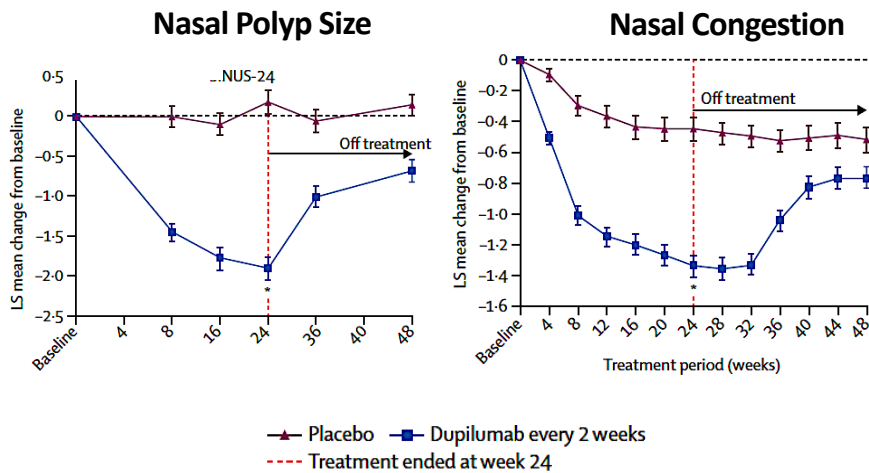 Nasal Polyp Size
LS mean change from baseline
0·5
0
−0·5
−1·0
−1·5
−2·0
−2·5
...NUS-24
Off treatment
Baseline
4
8
16
24
36
40
48
Nasal Congestion
LS mean change from baseline
0
−0·2
−0·4
−0·6
−0·8
−1·0
−1·2
−1·4
−1·6
Off treatment
*
*
Baseline
4
8
12
16
20
24
28
32
36
40
44
48
Treatment period (weeks)
Placebo
Dupilumab every 2 weeks
Treatment ended at week 24